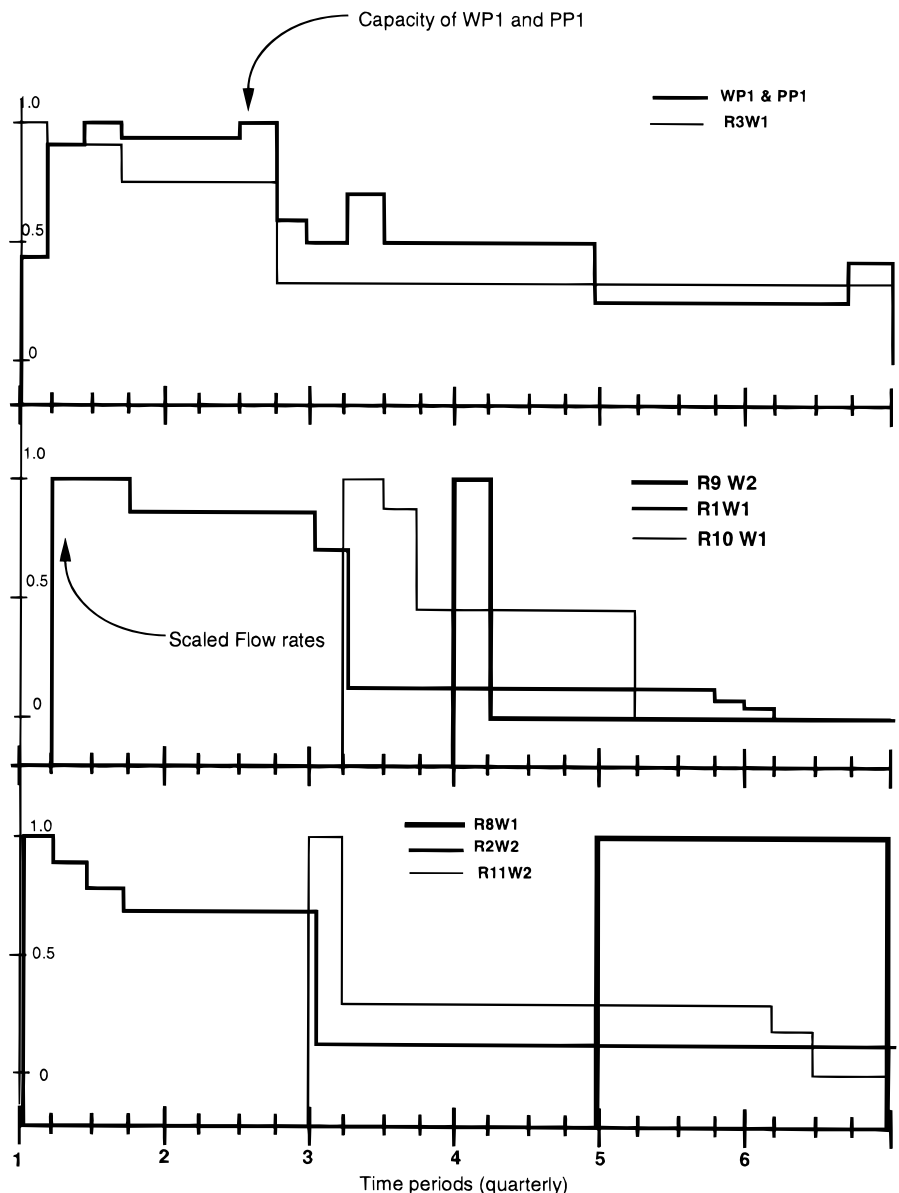 Capacity of WP1 and PP1
WP1 & PP1
R3W1
1.0
0.5
0
1.0
0.5
0
R9 W2
R1W1
R10 W1
Scaled Flow rates
1.0
0.5
0
R8W1
R2W2
R11W2
1 2 3 4 5 6
Time periods (quarterly)